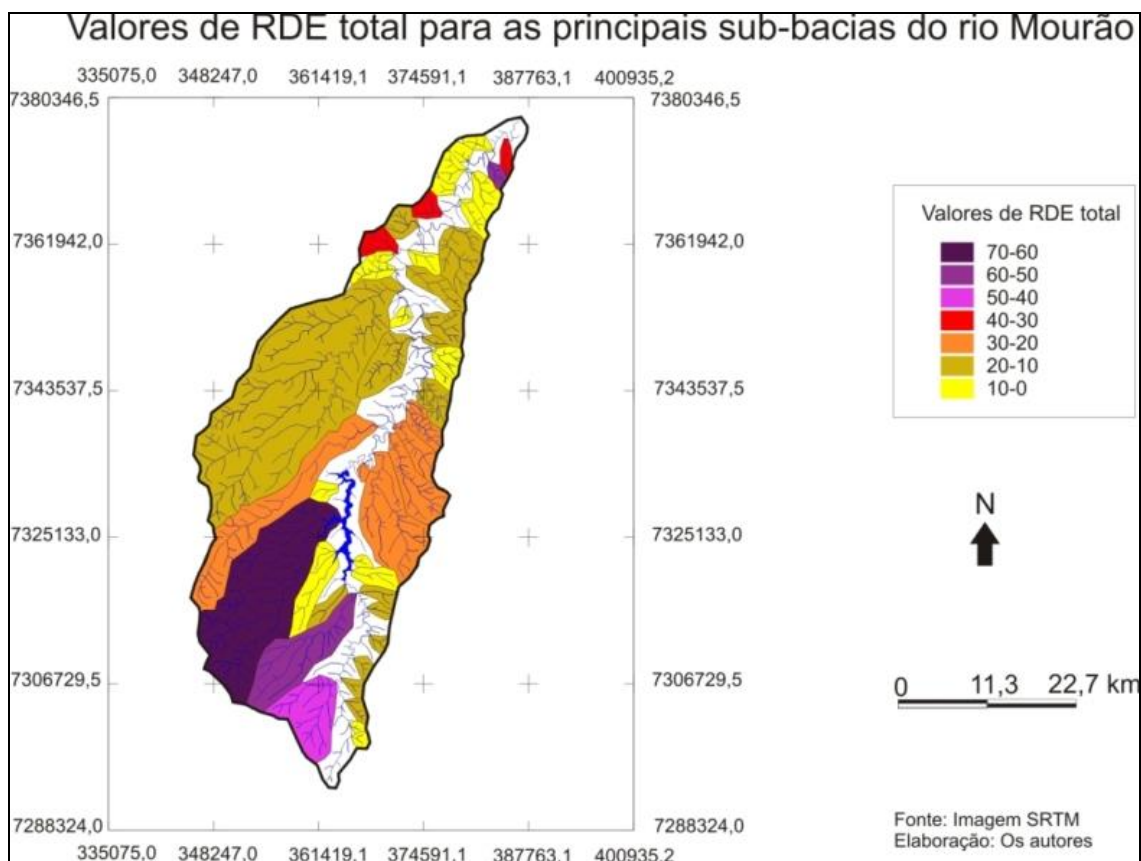 Valores de RDE total para as principais sub-bacias do rio Mourão
335075,0 348247,0 361419,1 374591,1 387763,1 400935,2
7380346,5 7380346,5
7361942,0 7361942,0
Valores de RDE total
70-60
60-50
50-40
40-30
30-20
20-10
10-0
7343537,5 7343537,5
N
7325133,0 7325133,0
7306729,5 7306729,5
0 11,3 22,7 km
7288324,0 7288324,0
Fonte: Imagem SRTM
Elaboração: Os autores
335075,0 348247,0 361419,1 374591,1 387763,1 400935,2